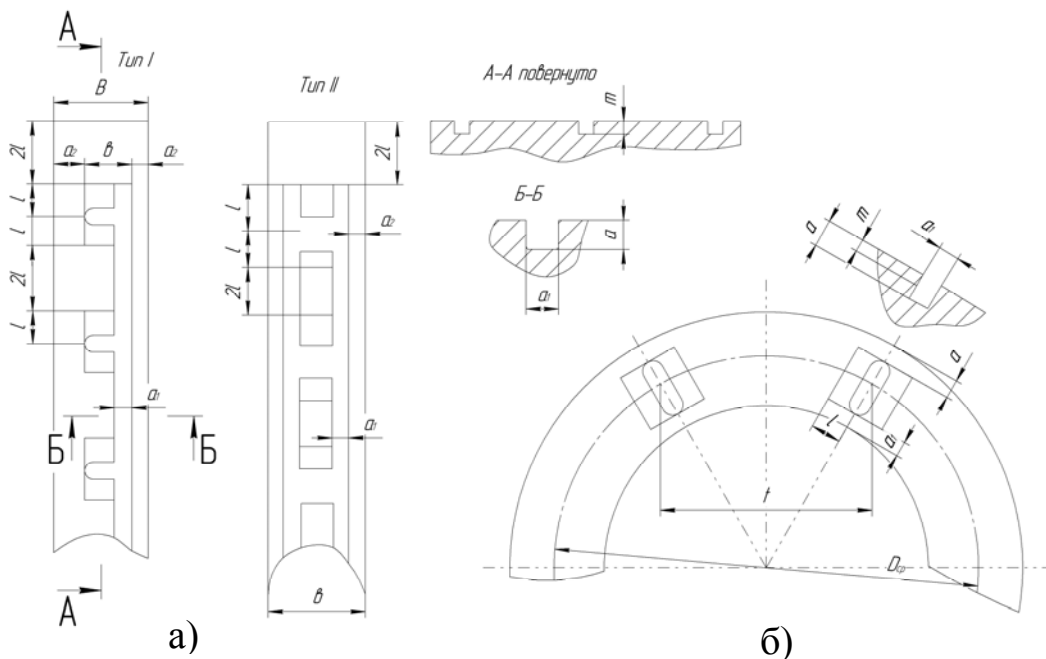 А
Тип I
В
2l
a₂
в
a₂
l
l
2l
l
a₁
Б
Б
А
а)
Тип II
2l
l
a₂
l
2l
a₁
в
А-А повернуто
m
Б-Б
a
a₁
a
m
a₁
a
l
a₁
t
Dср
б)